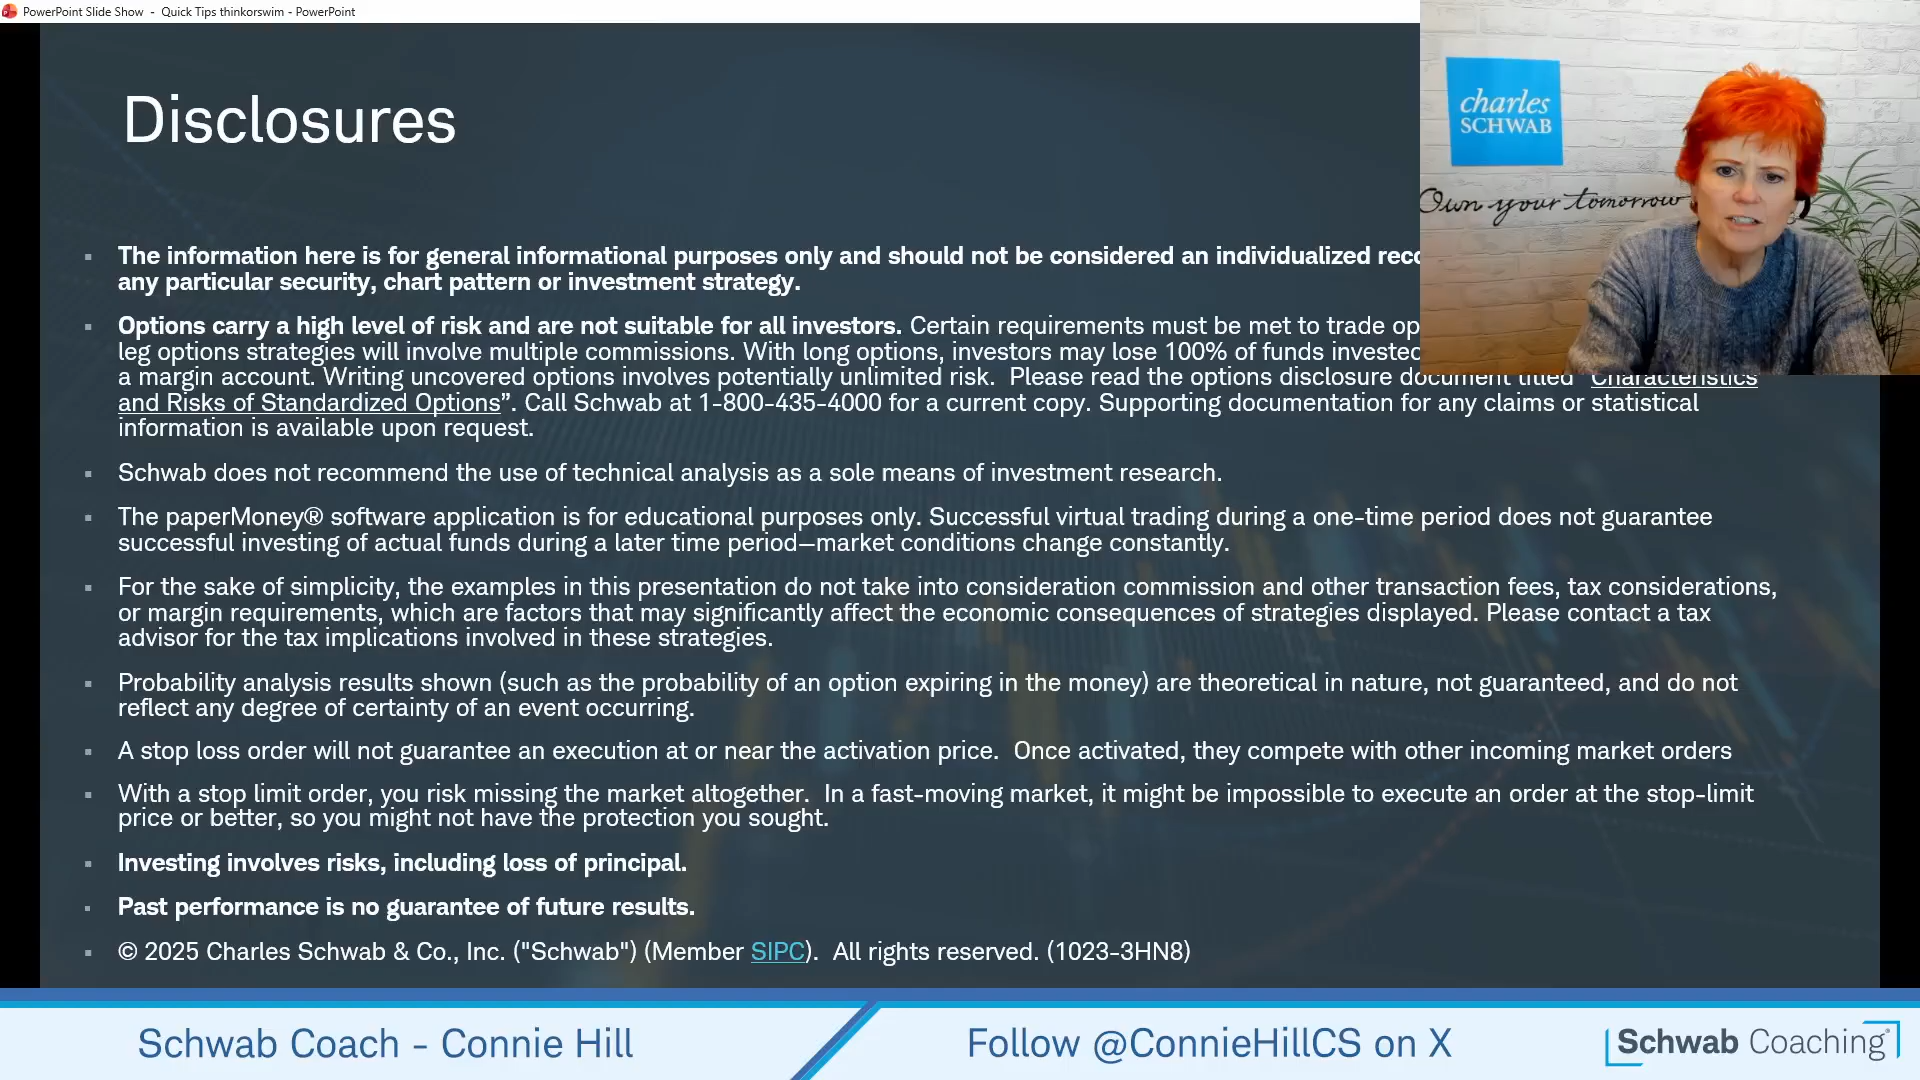 PowerPoint Slide Show - Quick Tips thinkorswim - PowerPoint
charles
SCHWAB
Own your tomorrow
Disclosures
▪ The information here is for general informational purposes only and should not be considered an individualized
any particular security, chart pattern or investment strategy.
▪ Options carry a high level of risk and are not suitable for all investors. Certain requirements must be met to trade
leg options strategies will involve multiple commissions. With long options, investors may lose 100% of funds invested
a margin account. Writing uncovered options involves potentially unlimited risk.  Please read the options disclosure document titled “Characteristics
and Risks of Standardized Options”. Call Schwab at 1-800-435-4000 for a current copy. Supporting documentation for any claims or statistical
information is available upon request.
▪ Schwab does not recommend the use of technical analysis as a sole means of investment research.
▪ The paperMoney® software application is for educational purposes only. Successful virtual trading during a one-time period does not guarantee
successful investing of actual funds during a later time period—market conditions change constantly.
▪ For the sake of simplicity, the examples in this presentation do not take into consideration commission and other transaction fees, tax considerations,
or margin requirements, which are factors that may significantly affect the economic consequences of strategies displayed. Please contact a tax
advisor for the tax implications involved in these strategies.
▪ Probability analysis results shown (such as the probability of an option expiring in the money) are theoretical in nature, not guaranteed, and do not
reflect any degree of certainty of an event occurring.
▪ A stop loss order will not guarantee an execution at or near the activation price.  Once activated, they compete with other incoming market orders
▪ With a stop limit order, you risk missing the market altogether.  In a fast-moving market, it might be impossible to execute an order at the stop-limit
price or better, so you might not have the protection you sought.
▪ Investing involves risks, including loss of principal.
▪ Past performance is no guarantee of future results.
▪ © 2025 Charles Schwab & Co., Inc. ("Schwab") (Member SIPC).  All rights reserved. (1023-3HN8)
Schwab Coach - Connie Hill
Follow @ConnieHillCS on X
Schwab Coaching®